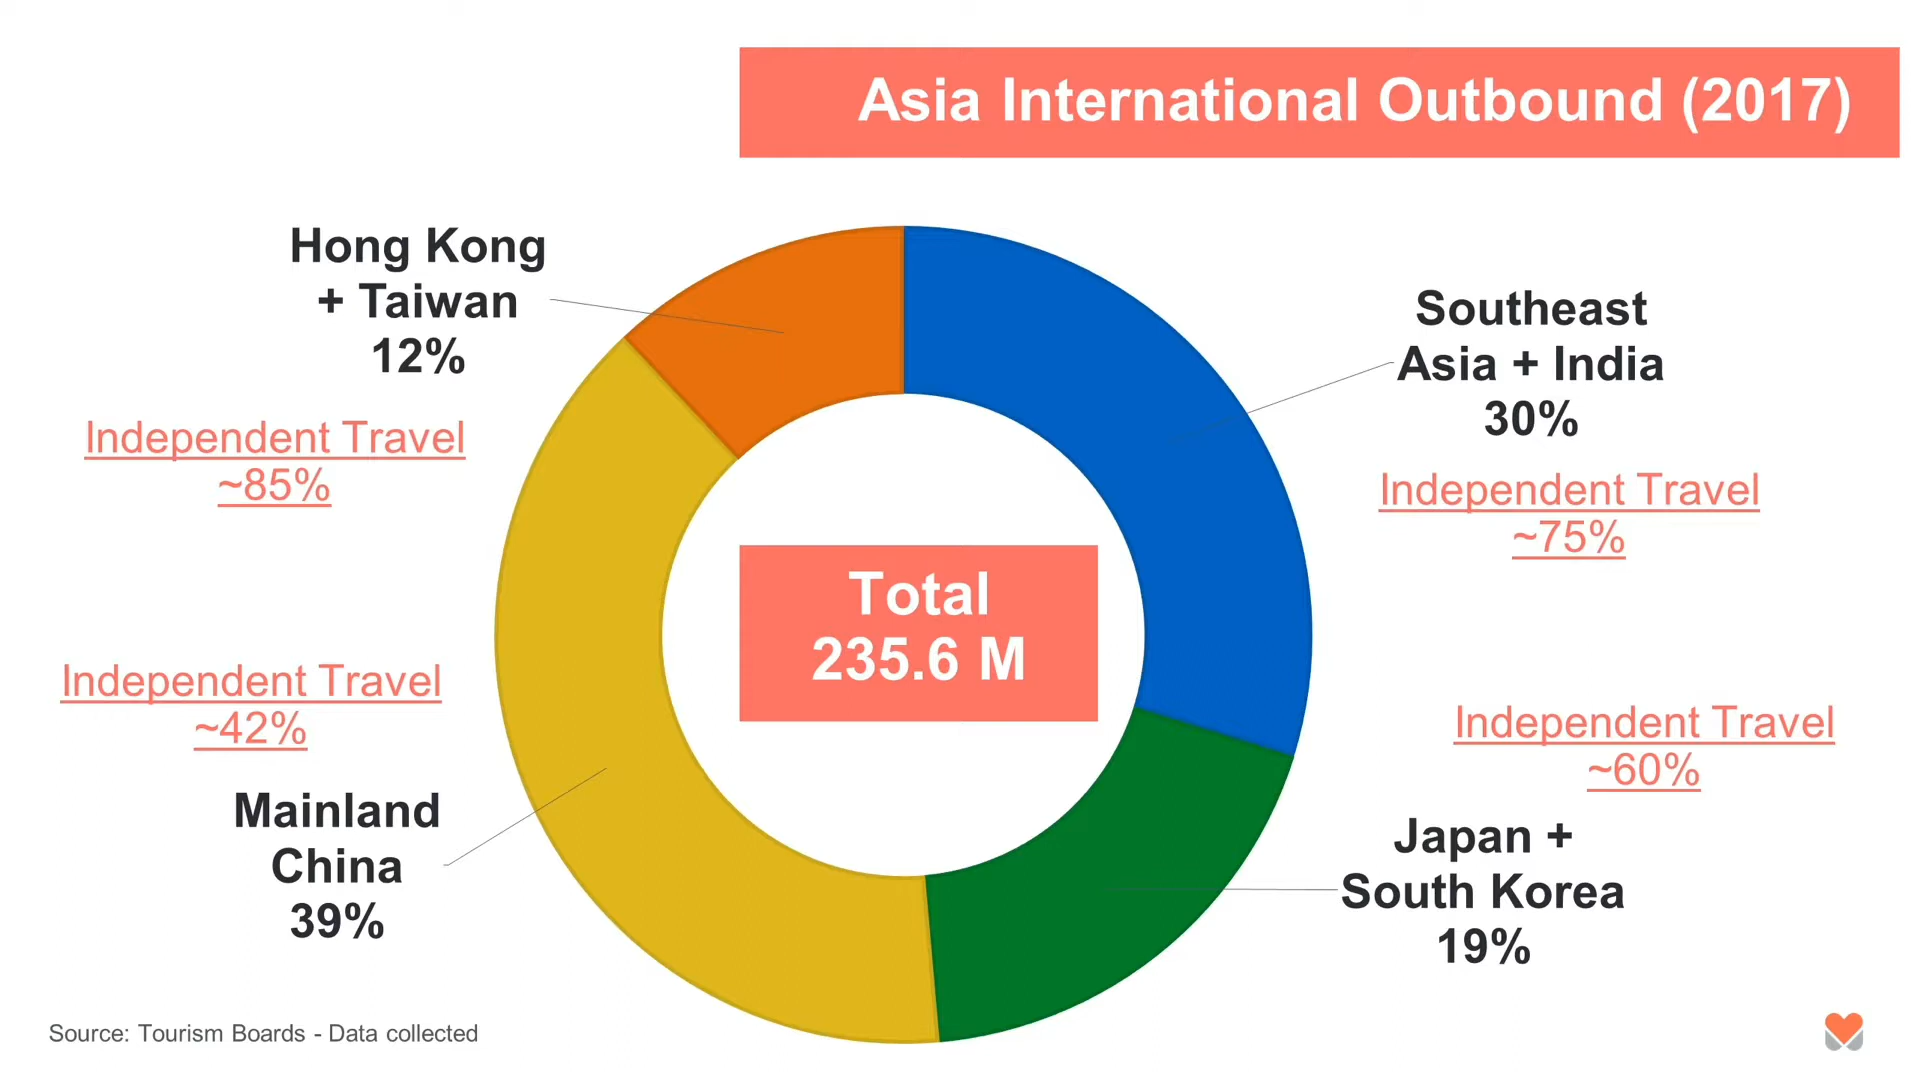 Asia International Outbound (2017)
Hong Kong
+ Taiwan
12%
Independent Travel
~85%
Southeast
Asia + India
30%
Independent Travel
~75%
Total
235.6 M
Independent Travel
~42%
Mainland
China
39%
Independent Travel
~60%
Japan +
South Korea
19%
Source: Tourism Boards - Data collected